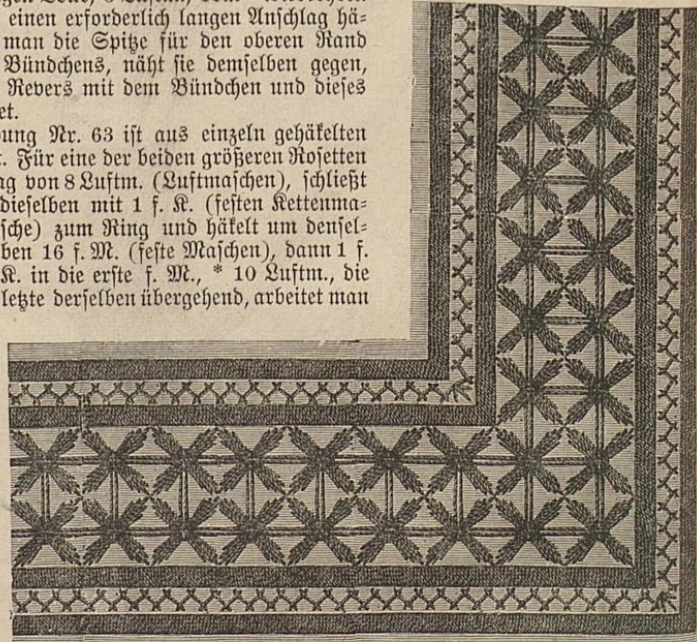 einen erforderlich langen Anschlag hä-
man die Spitze für den oberen Rand
Bündchens, näht sie demselben gegen,
Revers mit dem Bündchen und dieses
et.
bung Nr. 63 ist aus einzeln gehäkelten
t. Für eine der beiden größeren Rosetten
ag von 8 Luftm. (Luftmaschen), schließt
dieselben mit 1 f. K. (festen Kettenma-
sche) zum Ring und häkelt um densel-
ben 16 f. M. (feste Maschen), dann 1 f.
K. in die erste f. M., * 10 Luftm., die
letzte derselben übergehend, arbeitet man